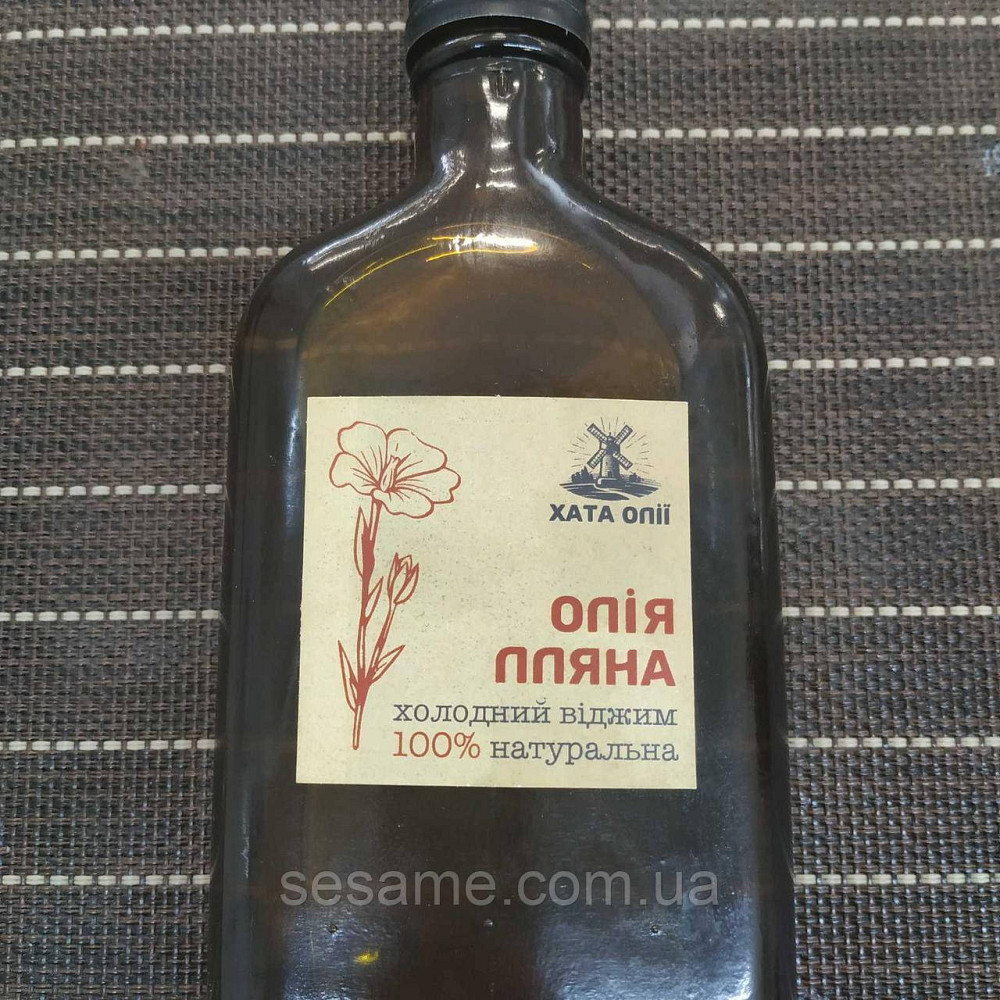 ХАТА ОЛІЇ
ОЛІЯ
ЛЛЯНА
холодний віджим
100% натуральна
sesame.com.ua